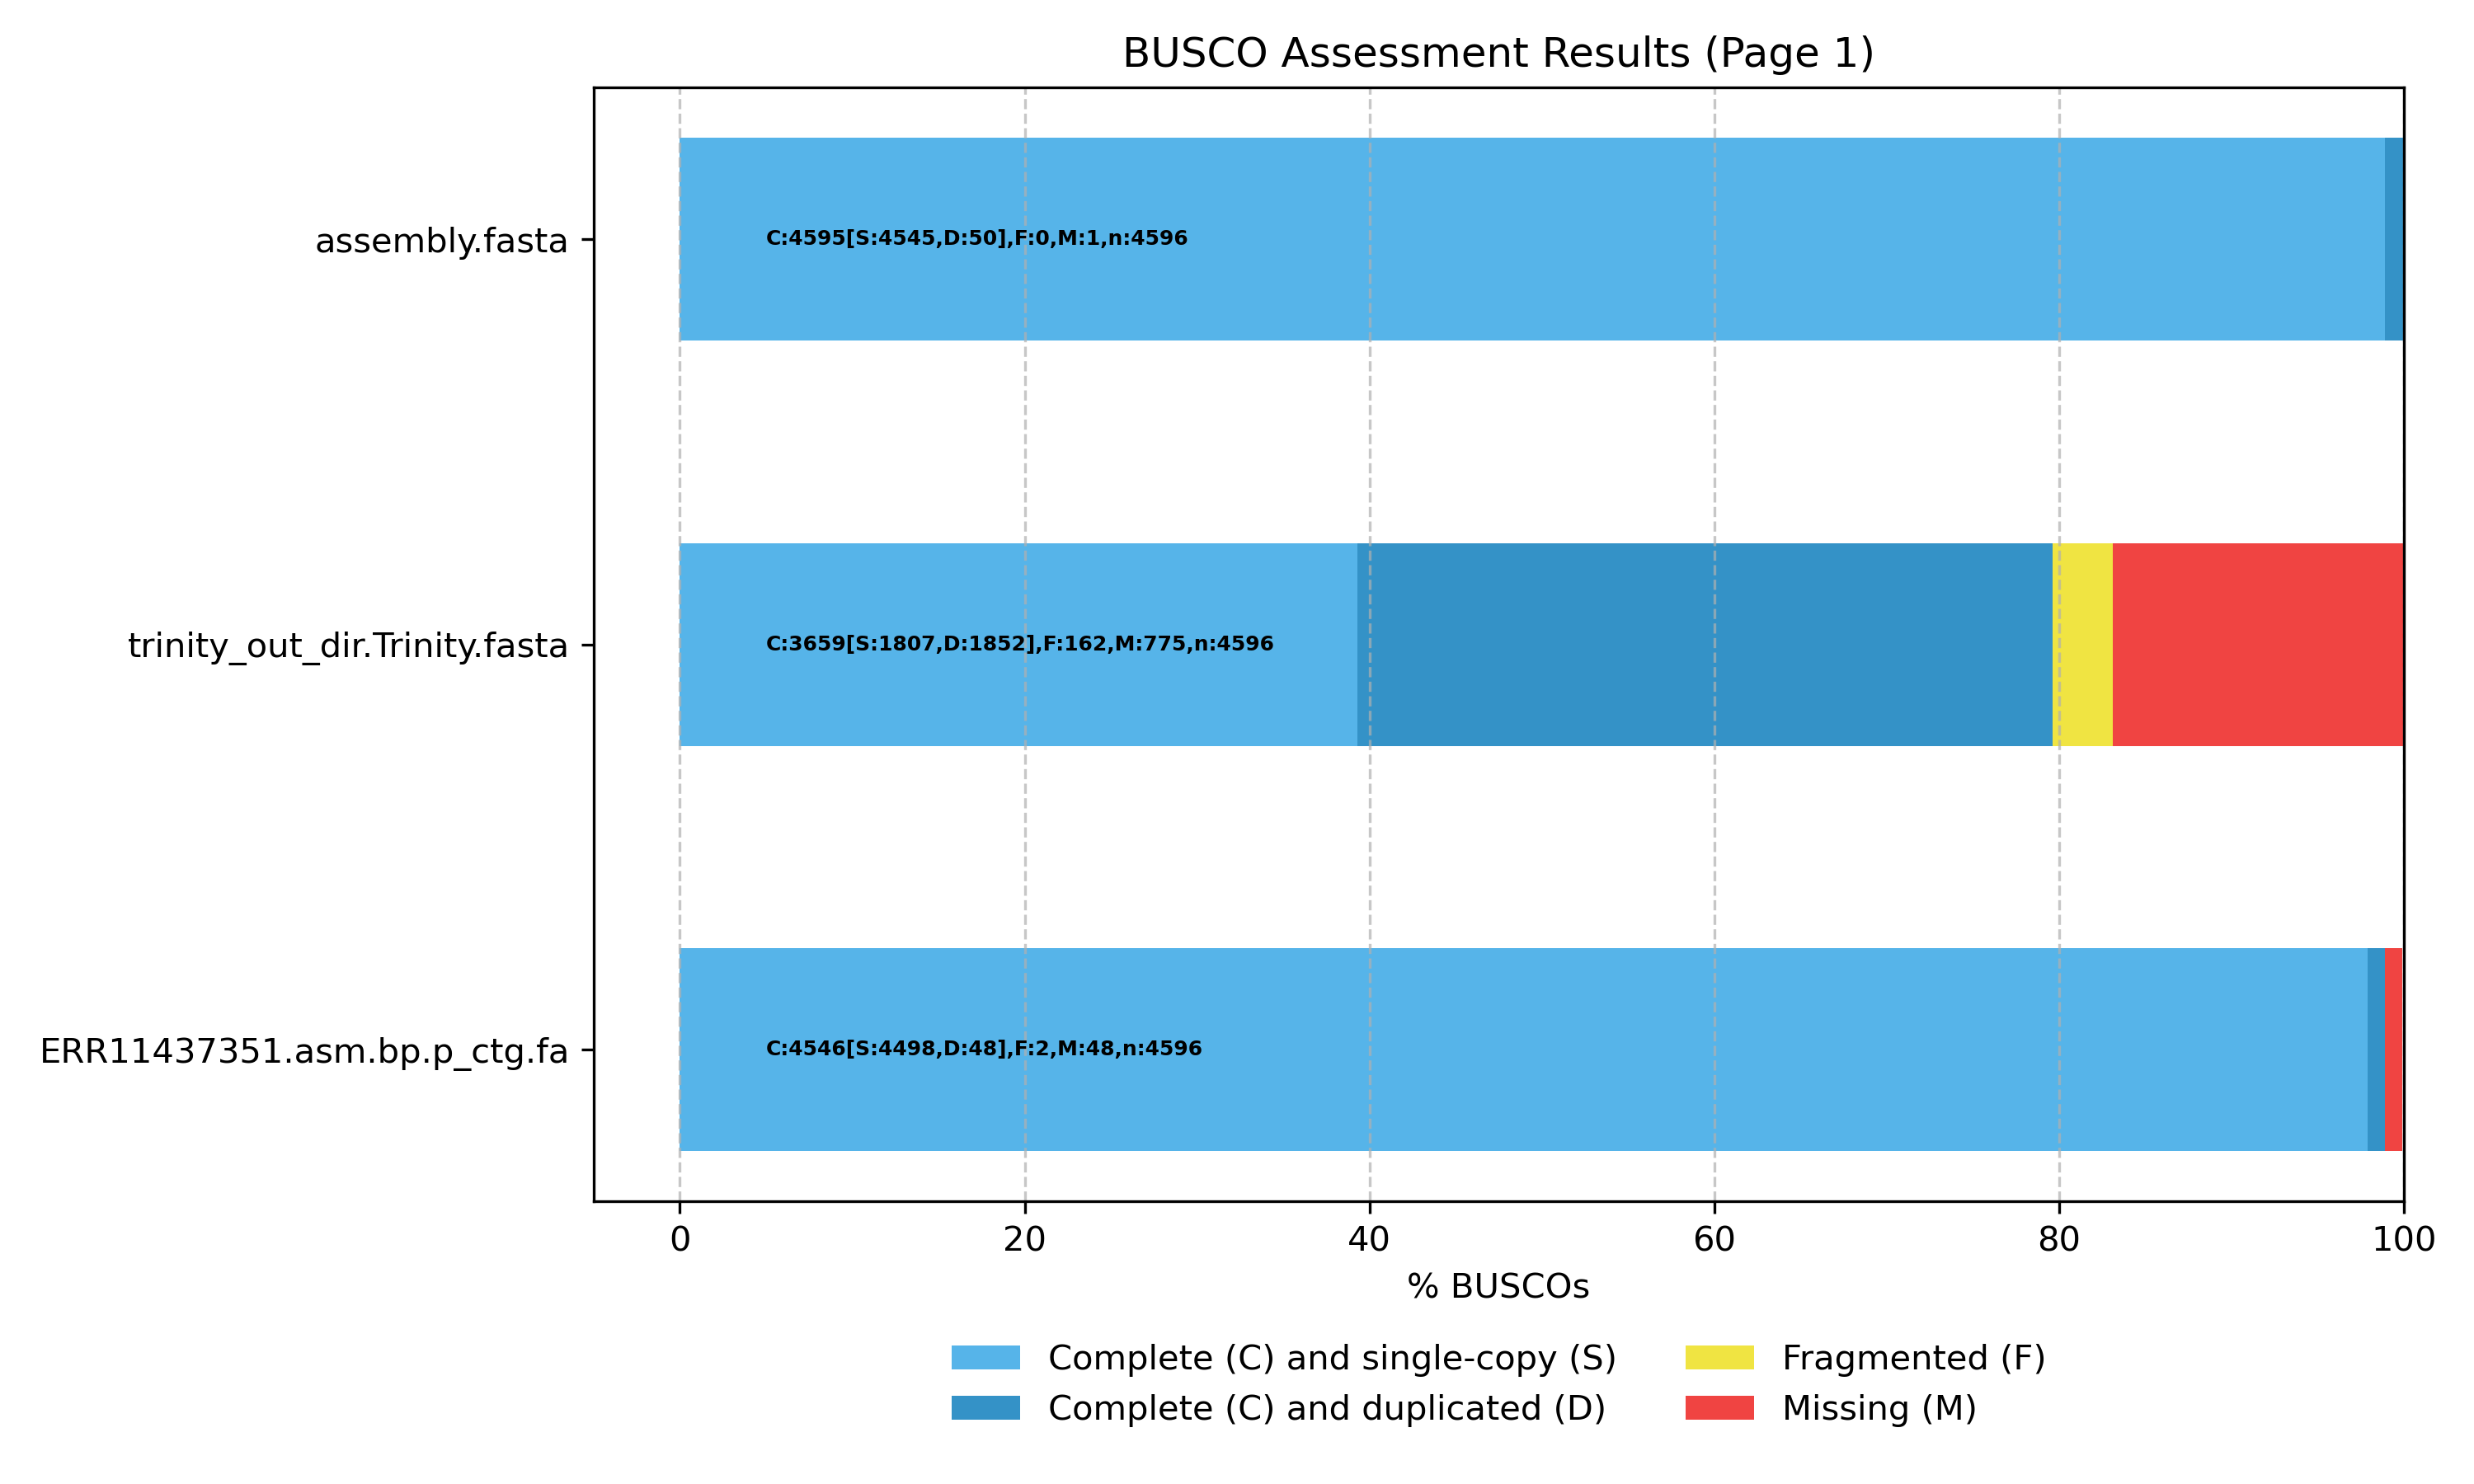 BUSCO Assessment Results (Page 1)
assembly.fasta
C:4595[S:4545,D:50],F:0,M:1,n:4596
trinity_out_dir.Trinity.fasta
C:3659[S:1807,D:1852],F:162,M:775,n:4596
ERR11437351.asm.bp.p_ctg.fa
C:4546[S:4498,D:48],F:2,M:48,n:4596
0 20 40 60 80 100
% BUSCOs
Complete (C) and single-copy (S)
Complete (C) and duplicated (D)
Fragmented (F)
Missing (M)